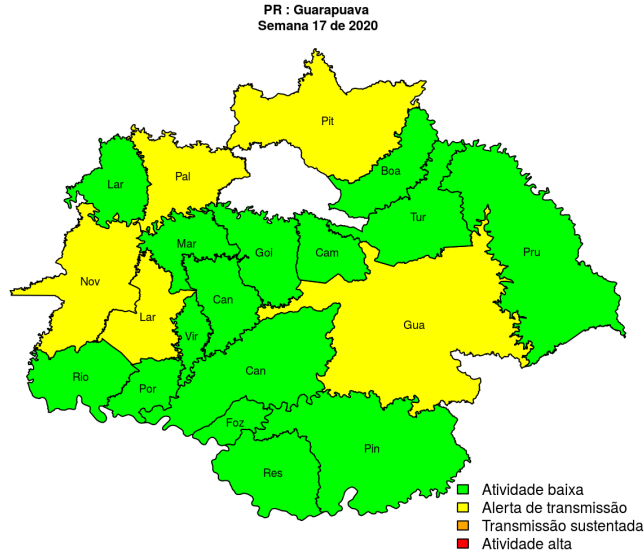 PR : Guarapuava
Semana 17 de 2020
Pit
Boa
Lar
Pal
Tur
Mar
Goi
Cam
Pru
Nov
Can
Lar
Gua
Vir
Can
Rio
Por
Foz
Pin
Res
Atividade baixa
Alerta de transmissão
Transmissão sustentada
Atividade alta